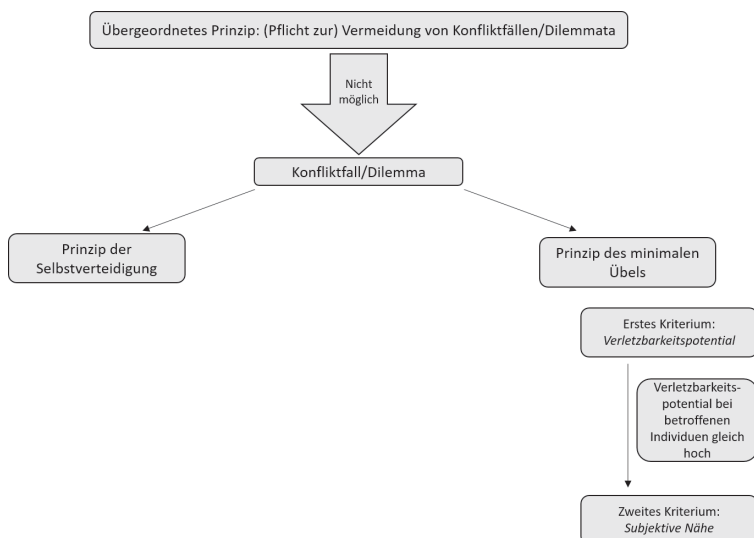 Übergeordnetes Prinzip: (Pflicht zur) Vermeidung von Konfliktfällen/Dilemmata
Nicht
möglich
Konfliktfall/Dilemma
Prinzip der
Selbstverteidigung
Prinzip des minimalen
Übels
Erstes Kriterium:
Verletzbarkeitspotential
Verletzbarkeits-
potential bei
betroffenen
Individuen gleich
hoch
Zweites Kriterium:
Subjektive Nähe